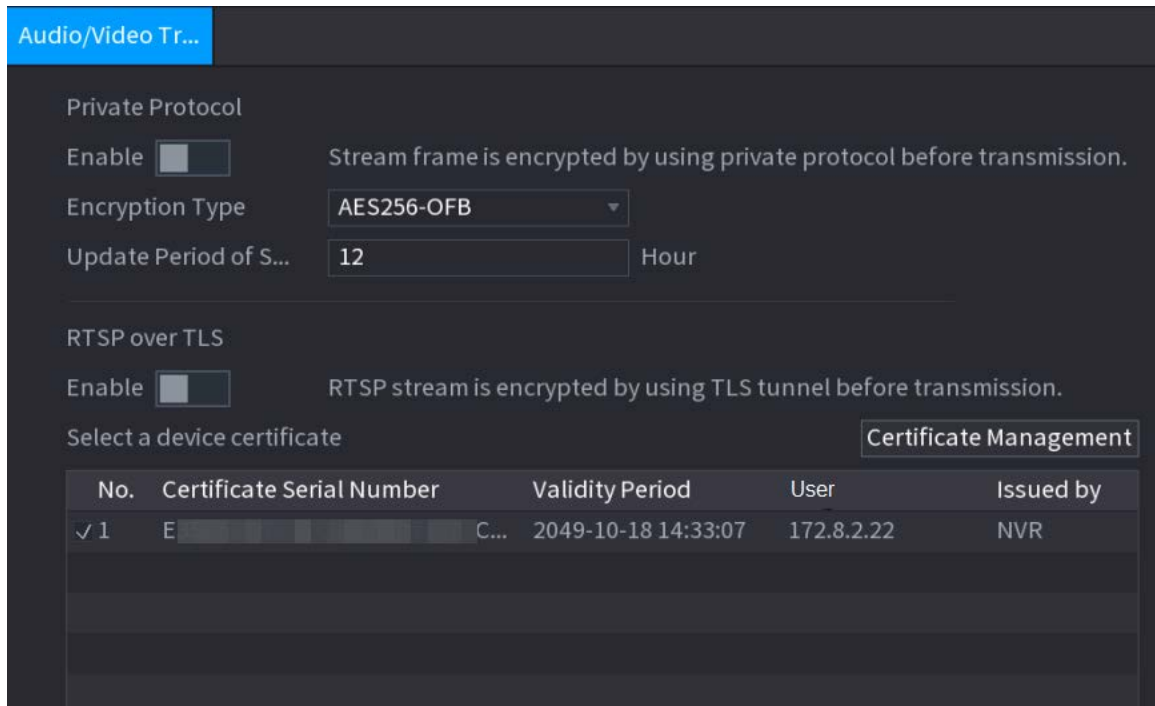 Audio/Video Tr...
Private Protocol
Enable Stream frame is encrypted by using private protocol before transmission.
Encryption Type AES256-OFB
Update Period of S... 12 Hour
RTSP over TLS
Enable RTSP stream is encrypted by using TLS tunnel before transmission.
Select a device certificate Certificate Management
No. Certificate Serial Number Validity Period User Issued by
1 E C... 2049-10-18 14:33:07 172.8.2.22 NVR